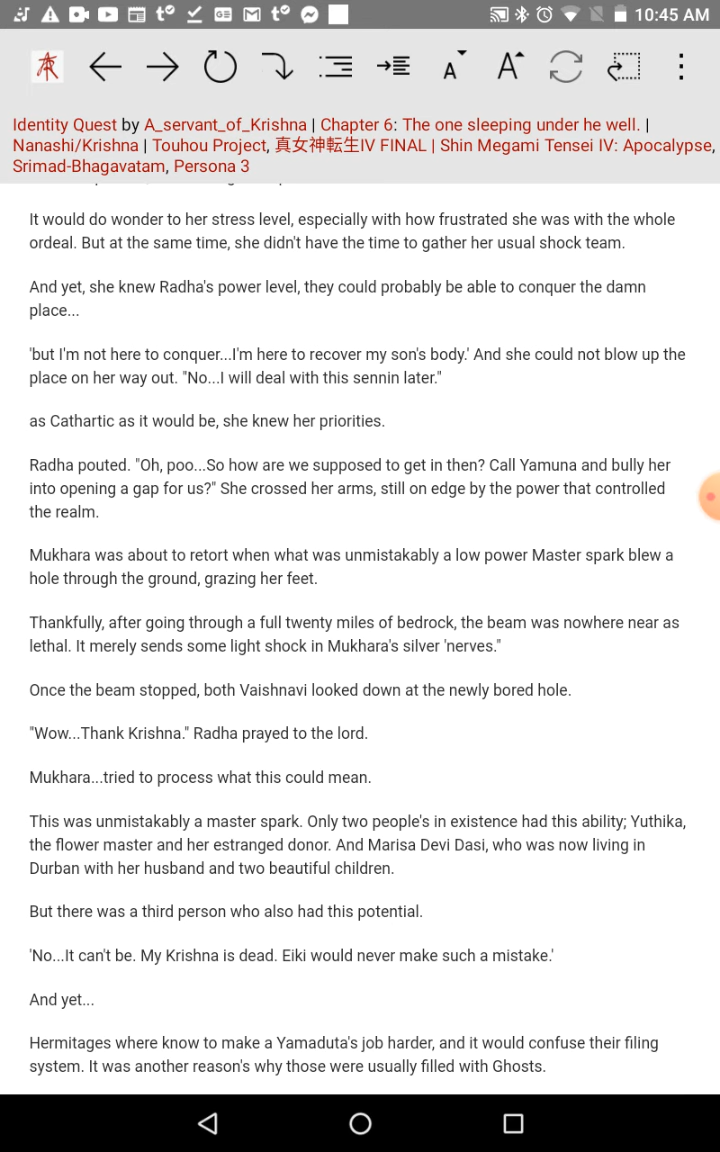 10:45 AM
Identity Quest by A_servant_of_Krishna | Chapter 6: The one sleeping under he well. |
Nanashi/Krishna | Touhou Project, 真女神転生IV FINAL | Shin Megami Tensei IV: Apocalypse,
Srimad-Bhagavatam, Persona 3
It would do wonder to her stress level, especially with how frustrated she was with the whole
ordeal. But at the same time, she didn't have the time to gather her usual shock team.
And yet, she knew Radha's power level, they could probably be able to conquer the damn
place...
'but I'm not here to conquer...I'm here to recover my son's body.' And she could not blow up the
place on her way out. "No...I will deal with this sennin later."
as Cathartic as it would be, she knew her priorities.
Radha pouted. "Oh, poo...So how are we supposed to get in then? Call Yamuna and bully her
into opening a gap for us?" She crossed her arms, still on edge by the power that controlled
the realm.
Mukhara was about to retort when what was unmistakably a low power Master spark blew a
hole through the ground, grazing her feet.
Thankfully, after going through a full twenty miles of bedrock, the beam was nowhere near as
lethal. It merely sends some light shock in Mukhara's silver 'nerves."
Once the beam stopped, both Vaishnavi looked down at the newly bored hole.
"Wow...Thank Krishna." Radha prayed to the lord.
Mukhara...tried to process what this could mean.
This was unmistakably a master spark. Only two people's in existence had this ability; Yuthika,
the flower master and her estranged donor. And Marisa Devi Dasi, who was now living in
Durban with her husband and two beautiful children.
But there was a third person who also had this potential.
'No...It can't be. My Krishna is dead. Eiki would never make such a mistake.'
And yet...
Hermitages where know to make a Yamaduta's job harder, and it would confuse their filing
system. It was another reason's why those were usually filled with Ghosts.